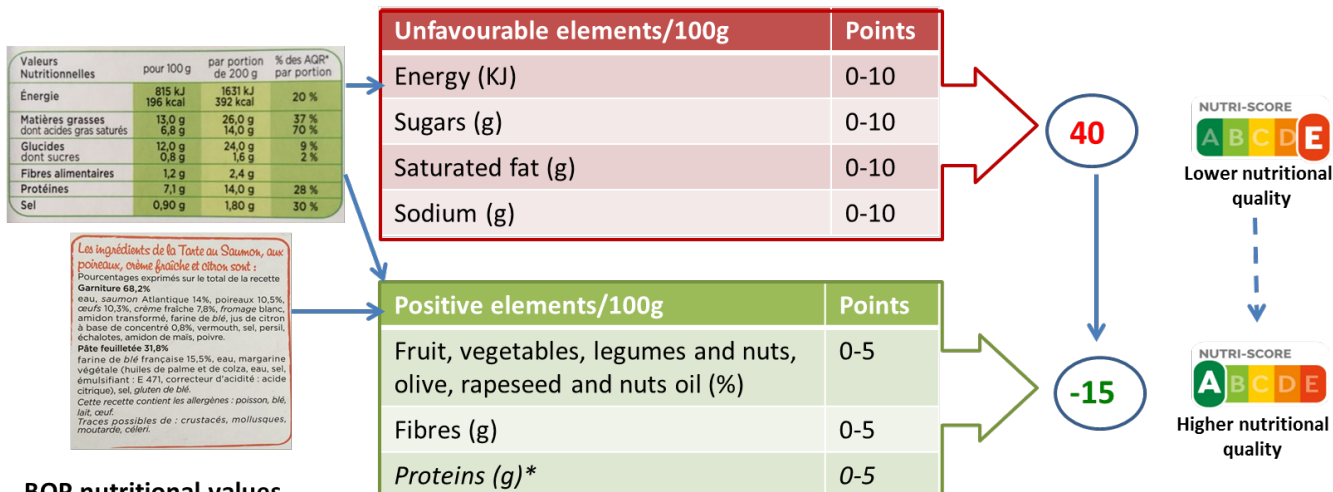 Valeurs Nutritionnelles pour 100 g par portion de 200 g % des AQR* par portion
Énergie 815 kJ 196 kcal 1631 kJ 392 kcal 20 %
Matières grasses 13,0 g 26,0 g 37 %
dont acides gras saturés 6,8 g 14,0 g 70 %
Glucides 12,0 g 24,0 g 9 %
dont sucres 0,8 g 1,6 g 2 %
Fibres alimentaires 1,2 g 2,4 g
Protéines 7,1 g 14,0 g 28 %
Sel 0,90 g 1,80 g 30 %
Les ingrédients de la Tarte au Saumon, aux
poireaux, crème fraîche et citron sont :
Pourcentages exprimés sur le total de la recette
Garniture 68,2%
eau, saumon Atlantique 14%, poireaux 10,5%,
œufs 10,3%, crème fraîche 7,8%, fromage blanc,
amidon transformé, farine de blé, jus de citron
à base de concentré 0,8%, vermouth, sel, persil,
échalotes, amidon de maïs, poivre.
Pâte feuilletée 31,8%
farine de blé française 15,5%, eau, margarine
végétale (huiles de palme et de colza, eau, sel,
émulsifiant : E 471, correcteur d'acidité : acide
citrique), sel, gluten de blé.
Cette recette contient les allergènes : poisson, blé,
lait, œuf.
Traces possibles de : crustacés, mollusques,
moutarde, céleri.
BOP nutritional values
Unfavourable elements/100g Points
Energy (KJ) 0-10
Sugars (g) 0-10
Saturated fat (g) 0-10
Sodium (g) 0-10
Positive elements/100g Points
Fruit, vegetables, legumes and nuts, 0-5
olive, rapeseed and nuts oil (%)
Fibres (g) 0-5
Proteins (g)* 0-5
40
-15
NUTRI-SCORE
A B C D E
Lower nutritional
quality
NUTRI-SCORE
A B C D E
Higher nutritional
quality